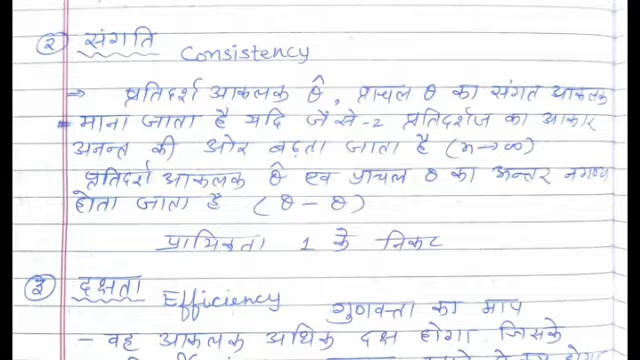 ② संगति Consistency
→ प्रतिदर्श आकलक θ̂, प्राचल θ का संगत आकलक
माना जाता है यदि जैसे-2 प्रतिदर्शज का आकार
अनन्त की ओर बढ़ता जाता है (n→∞)
प्रतिदर्श आकलक θ̂ एव प्राचल θ का अन्तर नगण्य
होता जाता है (θ - θ)
प्रायिकता 1 के निकट
③ दक्षता Efficiency गुणवत्ता का माप
- वह आकलक अधिक दक्ष होगा जिसके